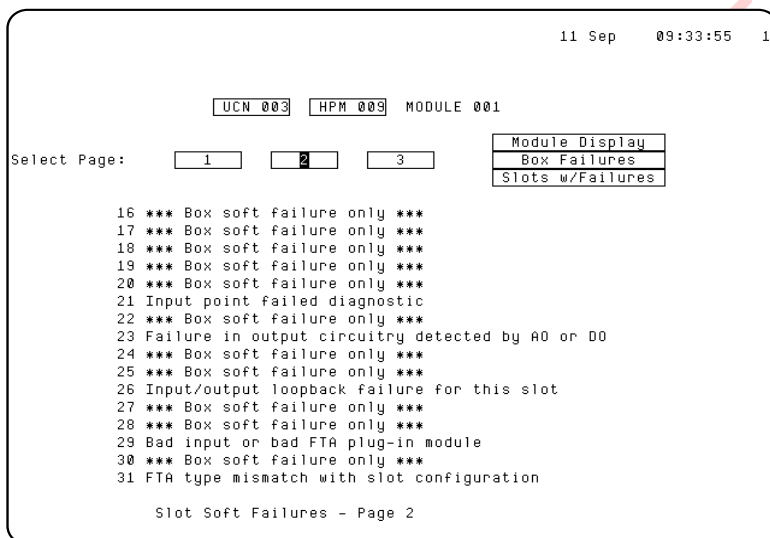 11 Sep 09:33:55 1
UCN 003 HPM 009 MODULE 001
Module Display
Select Page: 1 2 3 Box Failures
Slots w/Failures
16 *** Box soft failure only ***
17 *** Box soft failure only ***
18 *** Box soft failure only ***
19 *** Box soft failure only ***
20 *** Box soft failure only ***
21 Input point failed diagnostic
22 *** Box soft failure only ***
23 Failure in output circuitry detected by AO or DO
24 *** Box soft failure only ***
25 *** Box soft failure only ***
26 Input/output loopback failure for this slot
27 *** Box soft failure only ***
28 *** Box soft failure only ***
29 Bad input or bad FTA plug-in module
30 *** Box soft failure only ***
31 FTA type mismatch with slot configuration
Slot Soft Failures - Page 2